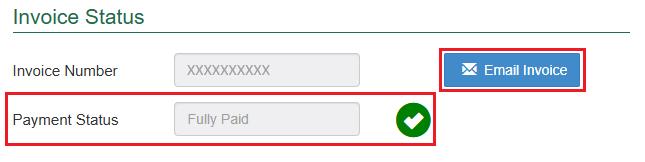 Invoice Status
Invoice Number XXXXXXXXXX Email Invoice
Payment Status Fully Paid